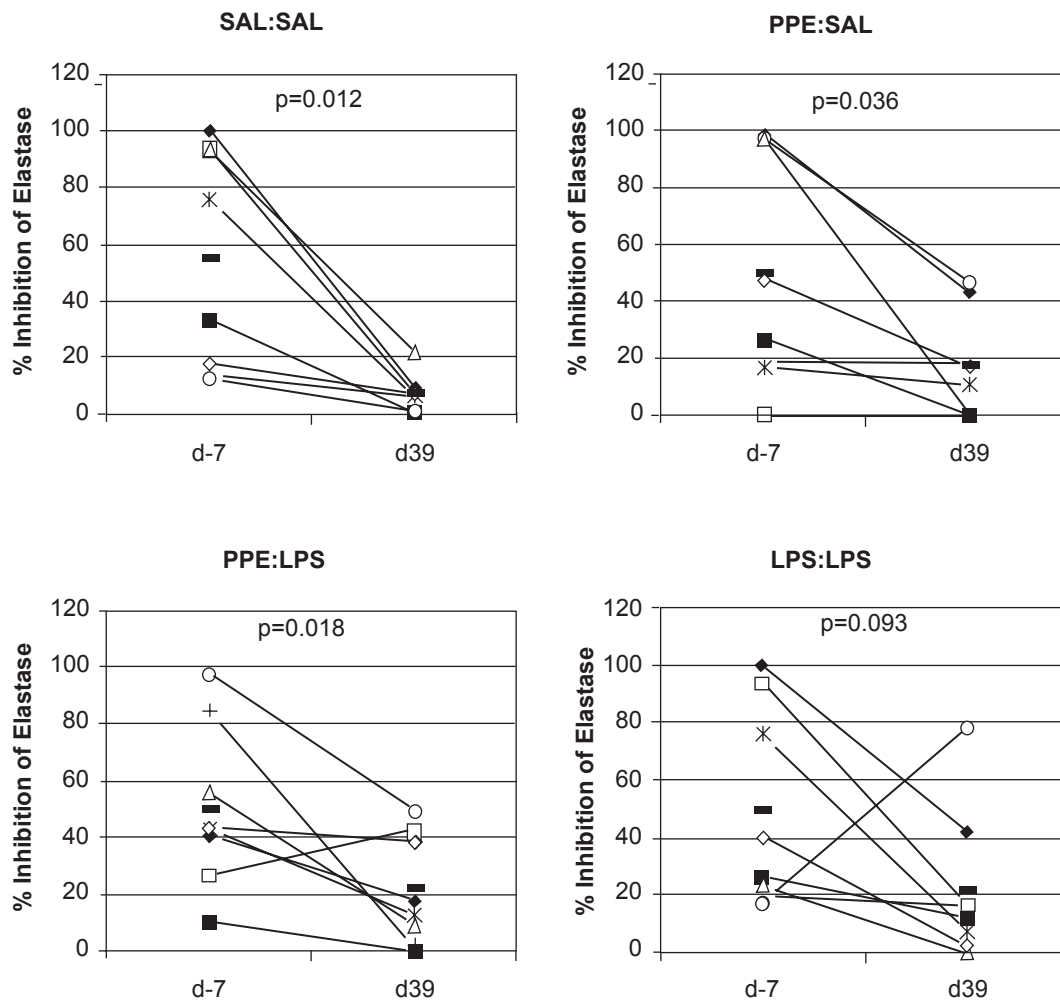 SAL:SAL
% Inhibition of Elastase
120
100
80
60
40
20
0
p=0.012
d-7
d39
PPE:SAL
% Inhibition of Elastase
120
100
80
60
40
20
0
p=0.036
d-7
d39
PPE:LPS
% Inhibition of Elastase
120
100
80
60
40
20
0
p=0.018
d-7
d39
LPS:LPS
% Inhibition of Elastase
120
100
80
60
40
20
0
p=0.093
d-7
d39